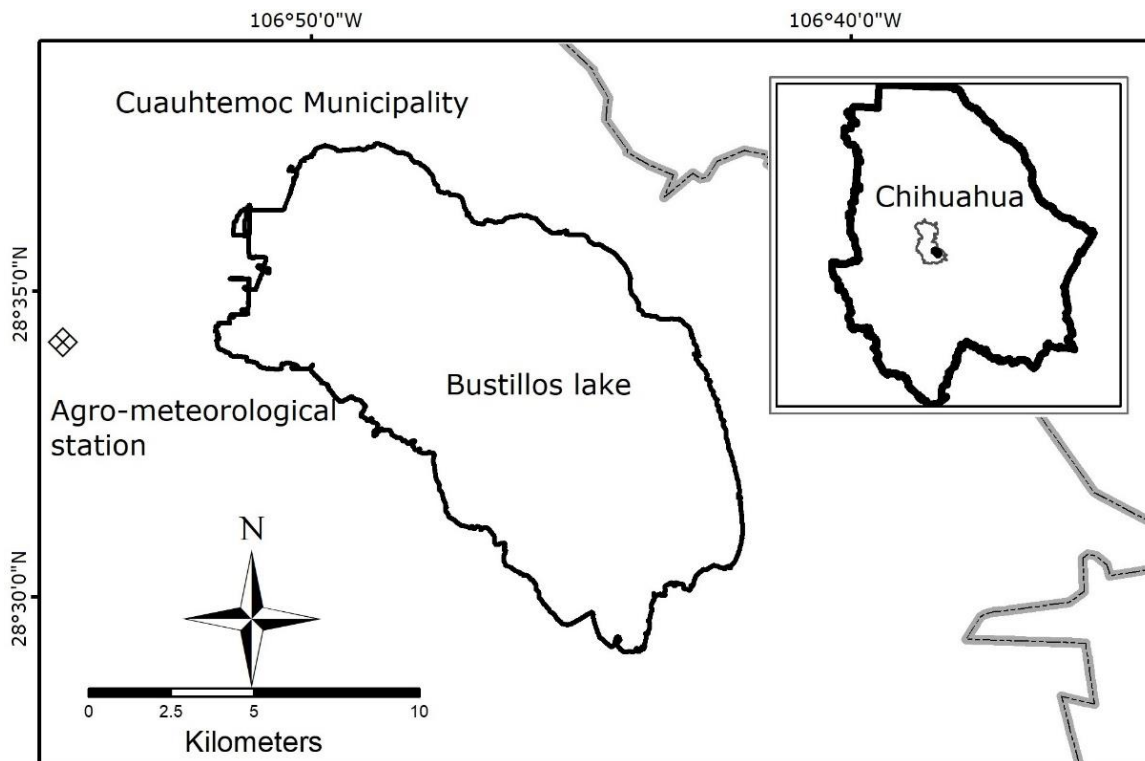 106°50'0"W
106°40'0"W
Cuauhtemoc Municipality
Chihuahua
28°35'0"N
Bustillos lake
Agro-meteorological
station
N
28°30'0"N
0 2.5 5 10
Kilometers